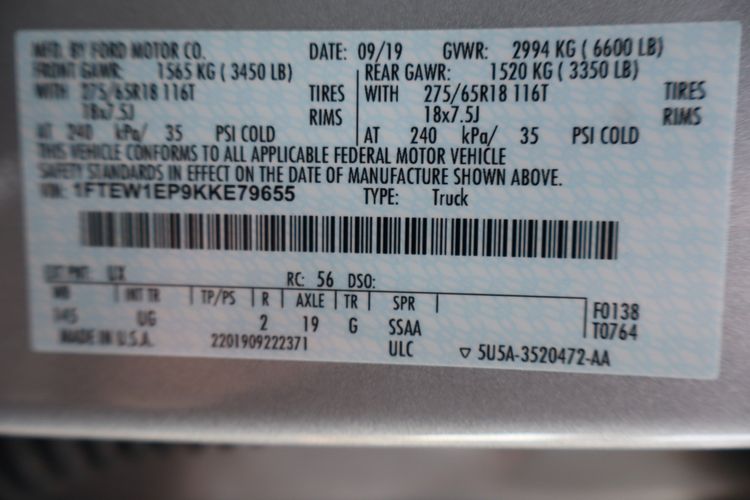 MFD. BY FORD MOTOR CO. DATE: 09/19 GVWR: 2994 KG ( 6600 LB)
FRONT GAWR: 1565 KG ( 3450 LB) REAR GAWR: 1520 KG ( 3350 LB)
WITH 275/65R18 116T TIRES WITH 275/65R18 116T TIRES
18x7.5J RIMS 18x7.5J RIMS
AT 240 kPa/ 35 PSI COLD AT 240 kPa/ 35 PSI COLD
THIS VEHICLE CONFORMS TO ALL APPLICABLE FEDERAL MOTOR VEHICLE
SAFETY STANDARDS IN EFFECT ON THE DATE OF MANUFACTURE SHOWN ABOVE.
VIN: 1FTEW1EP9KKE79655 TYPE: Truck
EXT PNT: UX RC: 56 DSO:
WB INT TR TP/PS R AXLE TR SPR F0138
145 UG 2 19 G SSAA T0764
MADE IN U.S.A. 2201909222371 ULC ▽ 5U5A-3520472-AA